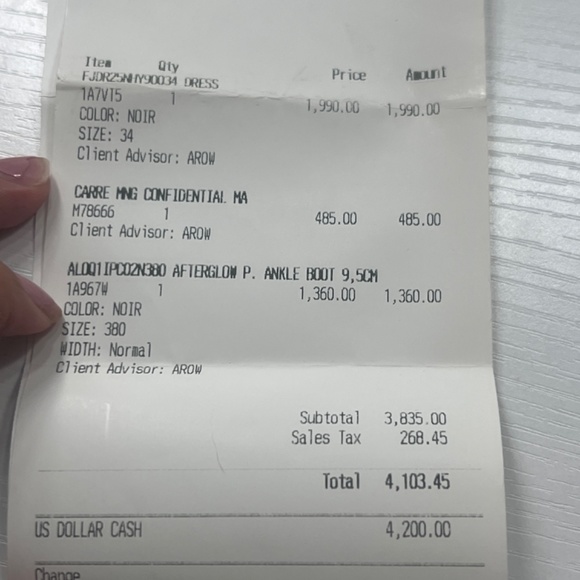 Item Qty Price Amount
FJDR25NHY90034 DRESS
1A7V15 1 1,990.00 1,990.00
COLOR: NOIR
SIZE: 34
Client Advisor: AROW
CARRE MNG CONFIDENTIAL MA
M78666 1 485.00 485.00
Client Advisor: AROW
ALOQ1IPC02N380 AFTERGLOW P. ANKLE BOOT 9,5CM
1A967W 1 1,360.00 1,360.00
COLOR: NOIR
SIZE: 380
WIDTH: Normal
Client Advisor: AROW
Subtotal 3,835.00
Sales Tax 268.45
Total 4,103.45
US DOLLAR CASH 4,200.00
Change